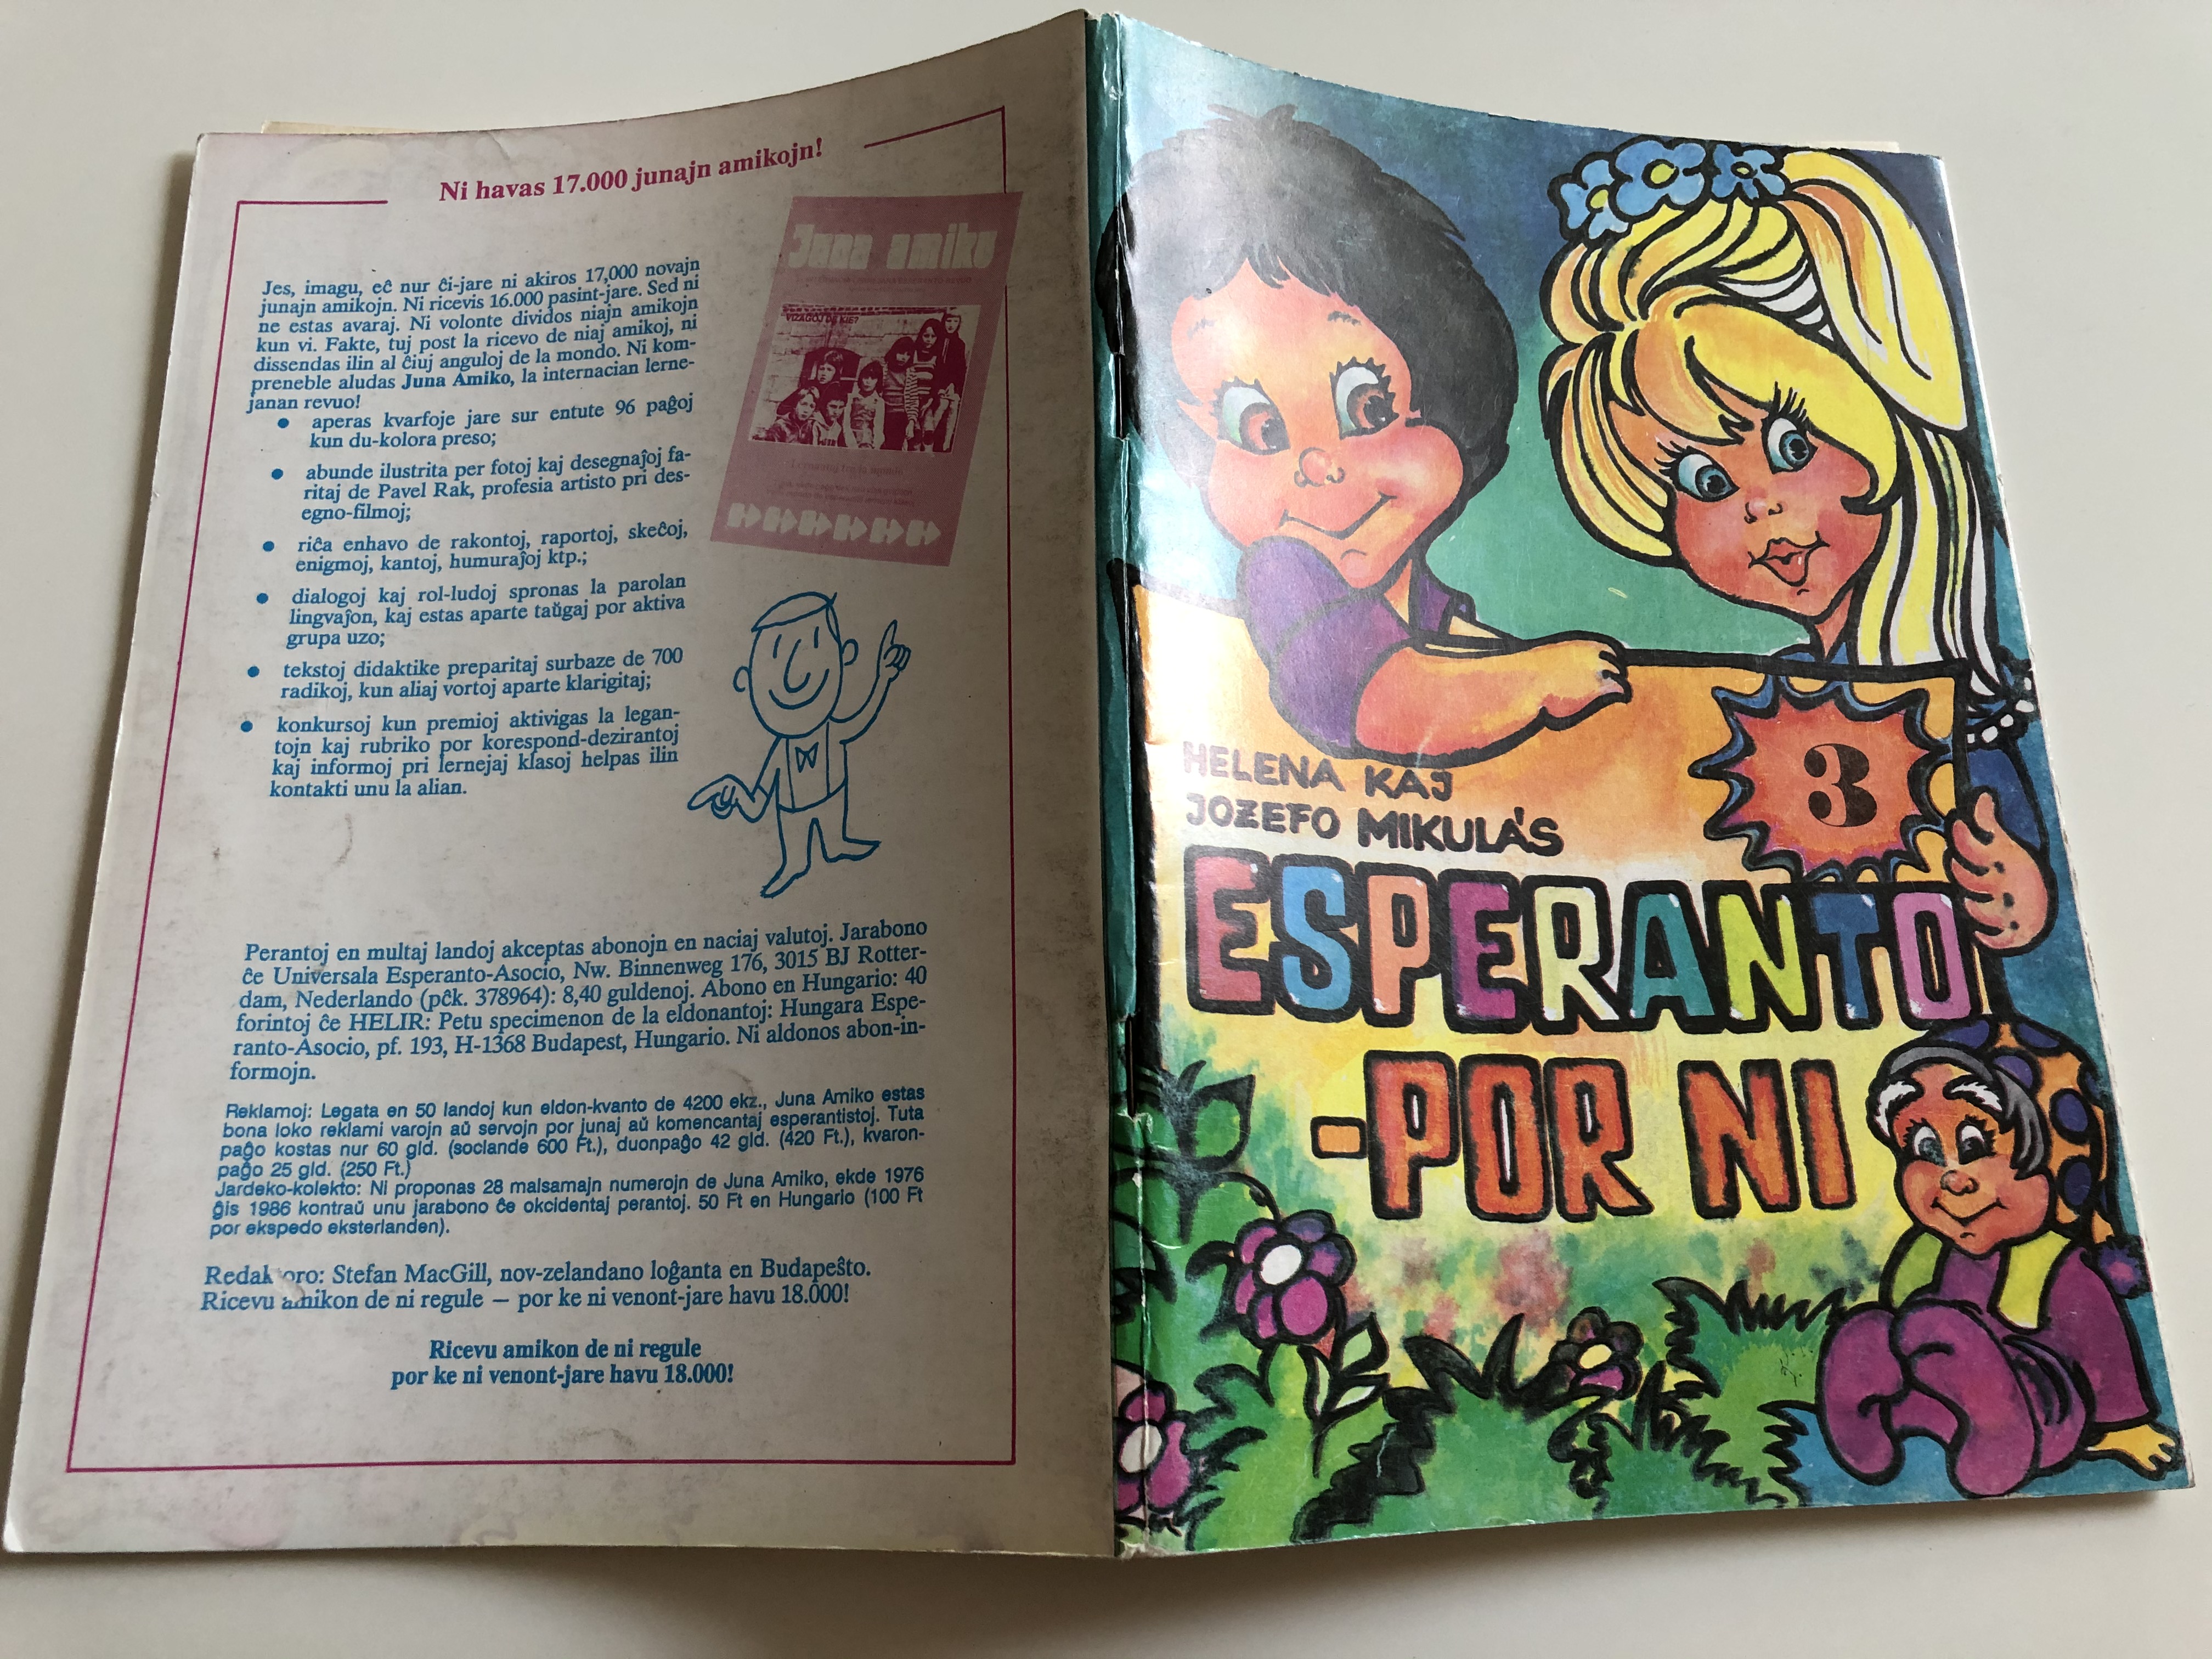 Ni havas 17.000 junajn amikojn!
Jes, imagu, eĉ nur ĉi-jare ni akiros 17,000 novajn
junajn amikojn. Ni ricevis 16.000 pasint-jare. Sed ni
ne estas avaraj. Ni volonte dividos niajn amikojn
kun vi. Fakte, tuj post la ricevo de niaj amikoj, ni
dissendas ilin al ĉiuj anguloj de la mondo. Ni kom-
preneble aludas Juna Amiko, la internacian lerne-
janan revuo!
• aperas kvarfoje jare sur entute 96 paĝoj
kun du-kolora preso;
• abunde ilustrita per fotoj kaj desegnaĵoj fa-
ritaj de Pavel Rak, profesia artisto pri des-
egno-filmoj;
• riĉa enhavo de rakontoj, raportoj, skeĉoj,
enigmoj, kantoj, humuraĵoj ktp.;
• dialogoj kaj rol-ludoj spronas la parolan
lingvaĵon, kaj estas aparte taŭgaj por aktiva
grupa uzo;
• tekstoj didaktike preparitaj surbaze de 700
radikoj, kun aliaj vortoj aparte klarigitaj;
• konkursoj kun premioj aktivigas la legan-
tojn kaj rubriko por korespond-dezirantoj
kaj informoj pri lernejaj klasoj helpas ilin
kontakti unu la alian.
Juna amiko
VIZAĜOJ DE KIE?
Perantoj en multaj landoj akceptas abonojn en naciaj valutoj. Jarabono
ĉe Universala Esperanto-Asocio, Nw. Binnenweg 176, 3015 BJ Rotter-
dam, Nederlando (pĉk. 378964): 8,40 guldenoj. Abono en Hungario: 40
forintoj ĉe HELIR: Petu specimenon de la eldonantoj: Hungara Espe-
ranto-Asocio, pf. 193, H-1368 Budapest, Hungario. Ni aldonos abon-in-
formojn.
Reklamoj: Legata en 50 landoj kun eldon-kvanto de 4200 ekz., Juna Amiko estas
bona loko reklami varojn aŭ servojn por junaj aŭ komencantaj esperantistoj. Tuta
paĝo kostas nur 60 gld. (soclande 600 Ft.), duonpaĝo 42 gld. (420 Ft.), kvaron-
paĝo 25 gld. (250 Ft.)
Jardeko-kolekto: Ni proponas 28 malsamajn numerojn de Juna Amiko, ekde 1976
ĝis 1986 kontraŭ unu jarabono ĉe okcidentaj perantoj. 50 Ft en Hungario (100 Ft
por ekspedo eksterlanden).
Redaktoro: Stefan MacGill, nov-zelandano loĝanta en Budapeŝto.
Ricevu amikon de ni regule — por ke ni venont-jare havu 18.000!
Ricevu amikon de ni regule
por ke ni venont-jare havu 18.000!
3
HELENA KAJ
JOZEFO MIKULÁS
ESPERANTO
-POR NI